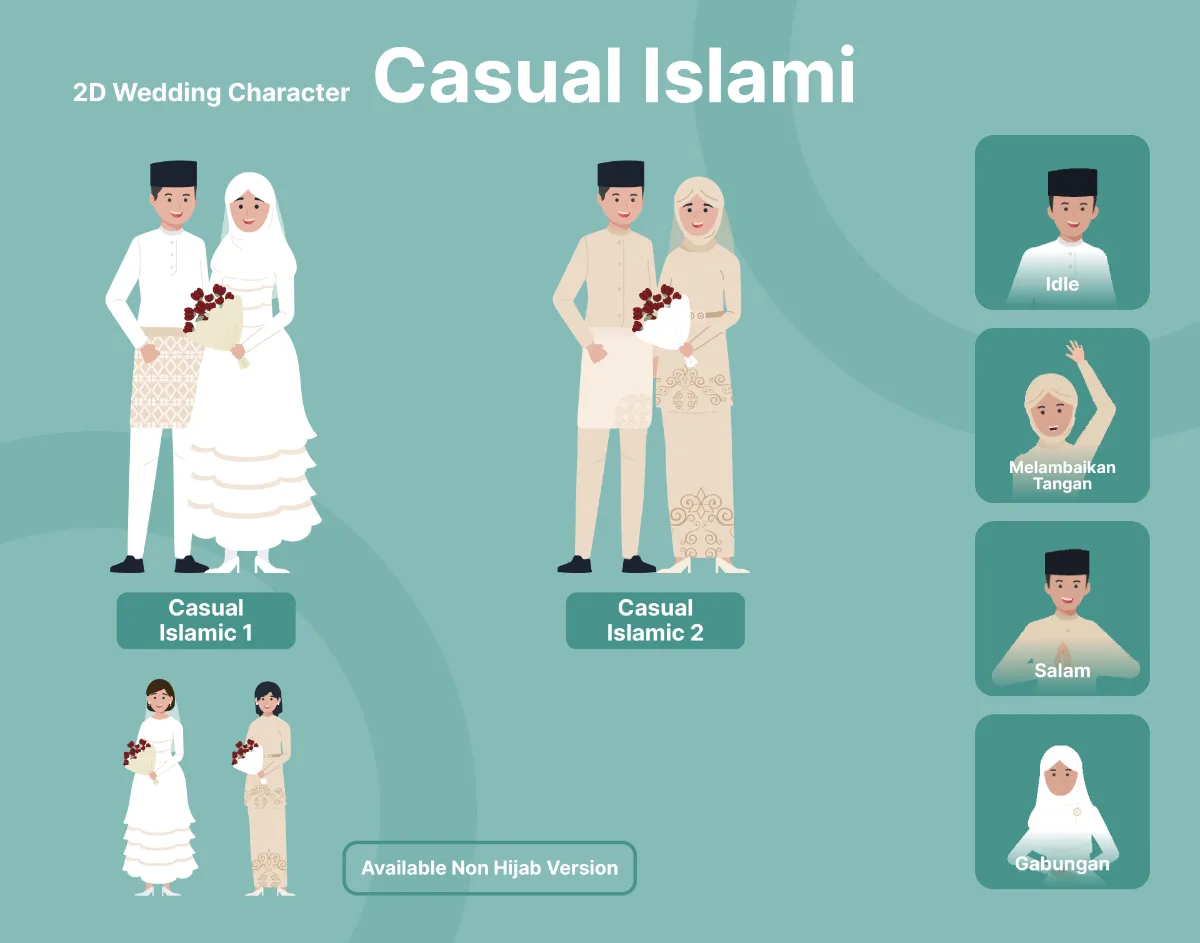 2D Wedding Character Casual Islami
Idle
Melambaikan
Tangan
Casual
Islamic 1
Casual
Islamic 2
Salam
Available Non Hijab Version
Gabungan